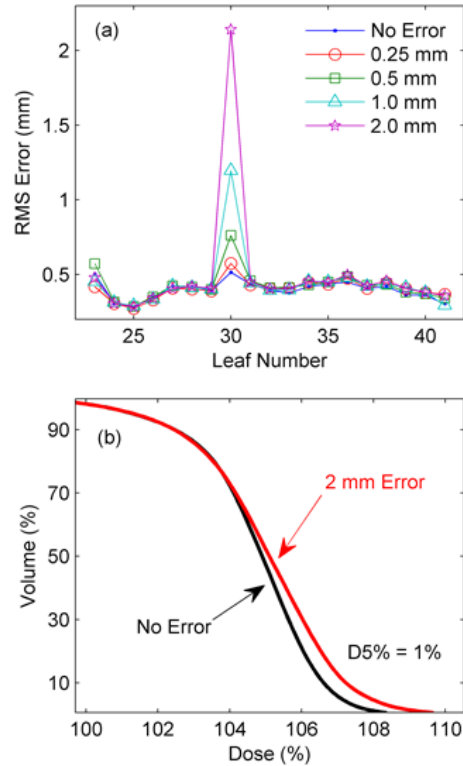 (a)
No Error
0.25 mm
0.5 mm
1.0 mm
2.0 mm
2
1.5
1
0.5
RMS Error (mm)
25 30 35 40
Leaf Number
(b)
90
70
50
30
10
Volume (%)
2 mm Error
No Error
D5% = 1%
100 102 104 106 108 110
Dose (%)